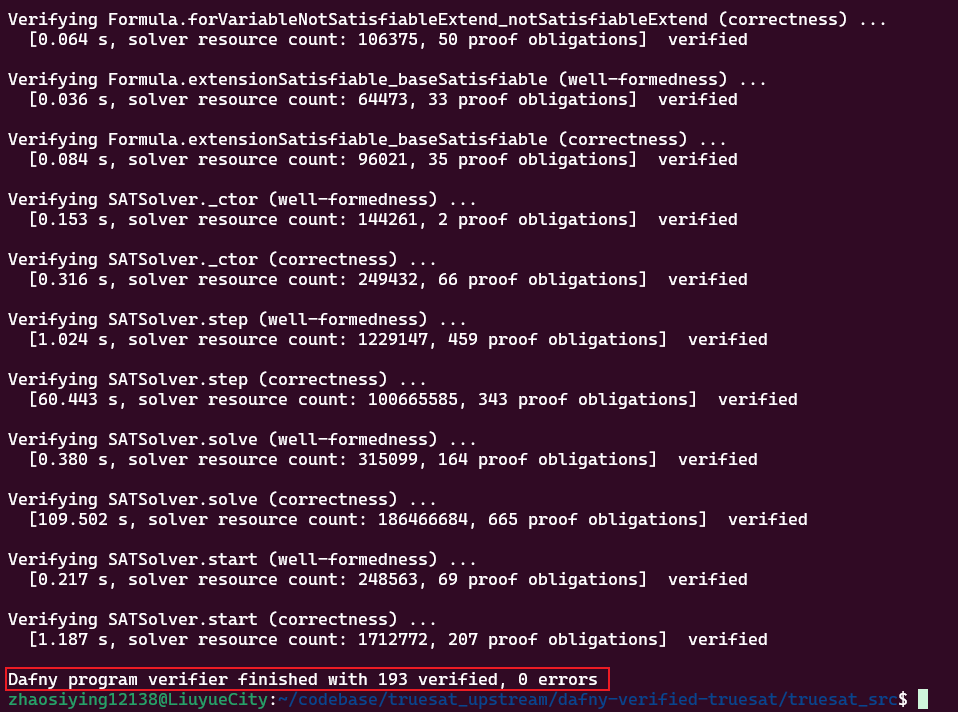 Verifying Formula.forVariableNotSatisfiableExtend_notSatisfiableExtend (correctness) ...
[0.064 s, solver resource count: 106375, 50 proof obligations] verified
Verifying Formula.extensionSatisfiable_baseSatisfiable (well-formedness) ...
[0.036 s, solver resource count: 64473, 33 proof obligations] verified
Verifying Formula.extensionSatisfiable_baseSatisfiable (correctness) ...
[0.084 s, solver resource count: 96021, 35 proof obligations] verified
Verifying SATSolver._ctor (well-formedness) ...
[0.153 s, solver resource count: 144261, 2 proof obligations] verified
Verifying SATSolver._ctor (correctness) ...
[0.316 s, solver resource count: 249432, 66 proof obligations] verified
Verifying SATSolver.step (well-formedness) ...
[1.024 s, solver resource count: 1229147, 459 proof obligations] verified
Verifying SATSolver.step (correctness) ...
[60.443 s, solver resource count: 100665585, 343 proof obligations] verified
Verifying SATSolver.solve (well-formedness) ...
[0.380 s, solver resource count: 315099, 164 proof obligations] verified
Verifying SATSolver.solve (correctness) ...
[109.502 s, solver resource count: 186466684, 665 proof obligations] verified
Verifying SATSolver.start (well-formedness) ...
[0.217 s, solver resource count: 248563, 69 proof obligations] verified
Verifying SATSolver.start (correctness) ...
[1.187 s, solver resource count: 1712772, 207 proof obligations] verified
Dafny program verifier finished with 193 verified, 0 errors
zhaosiying12138@LiuyueCity:~/codebase/truesat_upstream/dafny-verified-truesat/truesat_src$